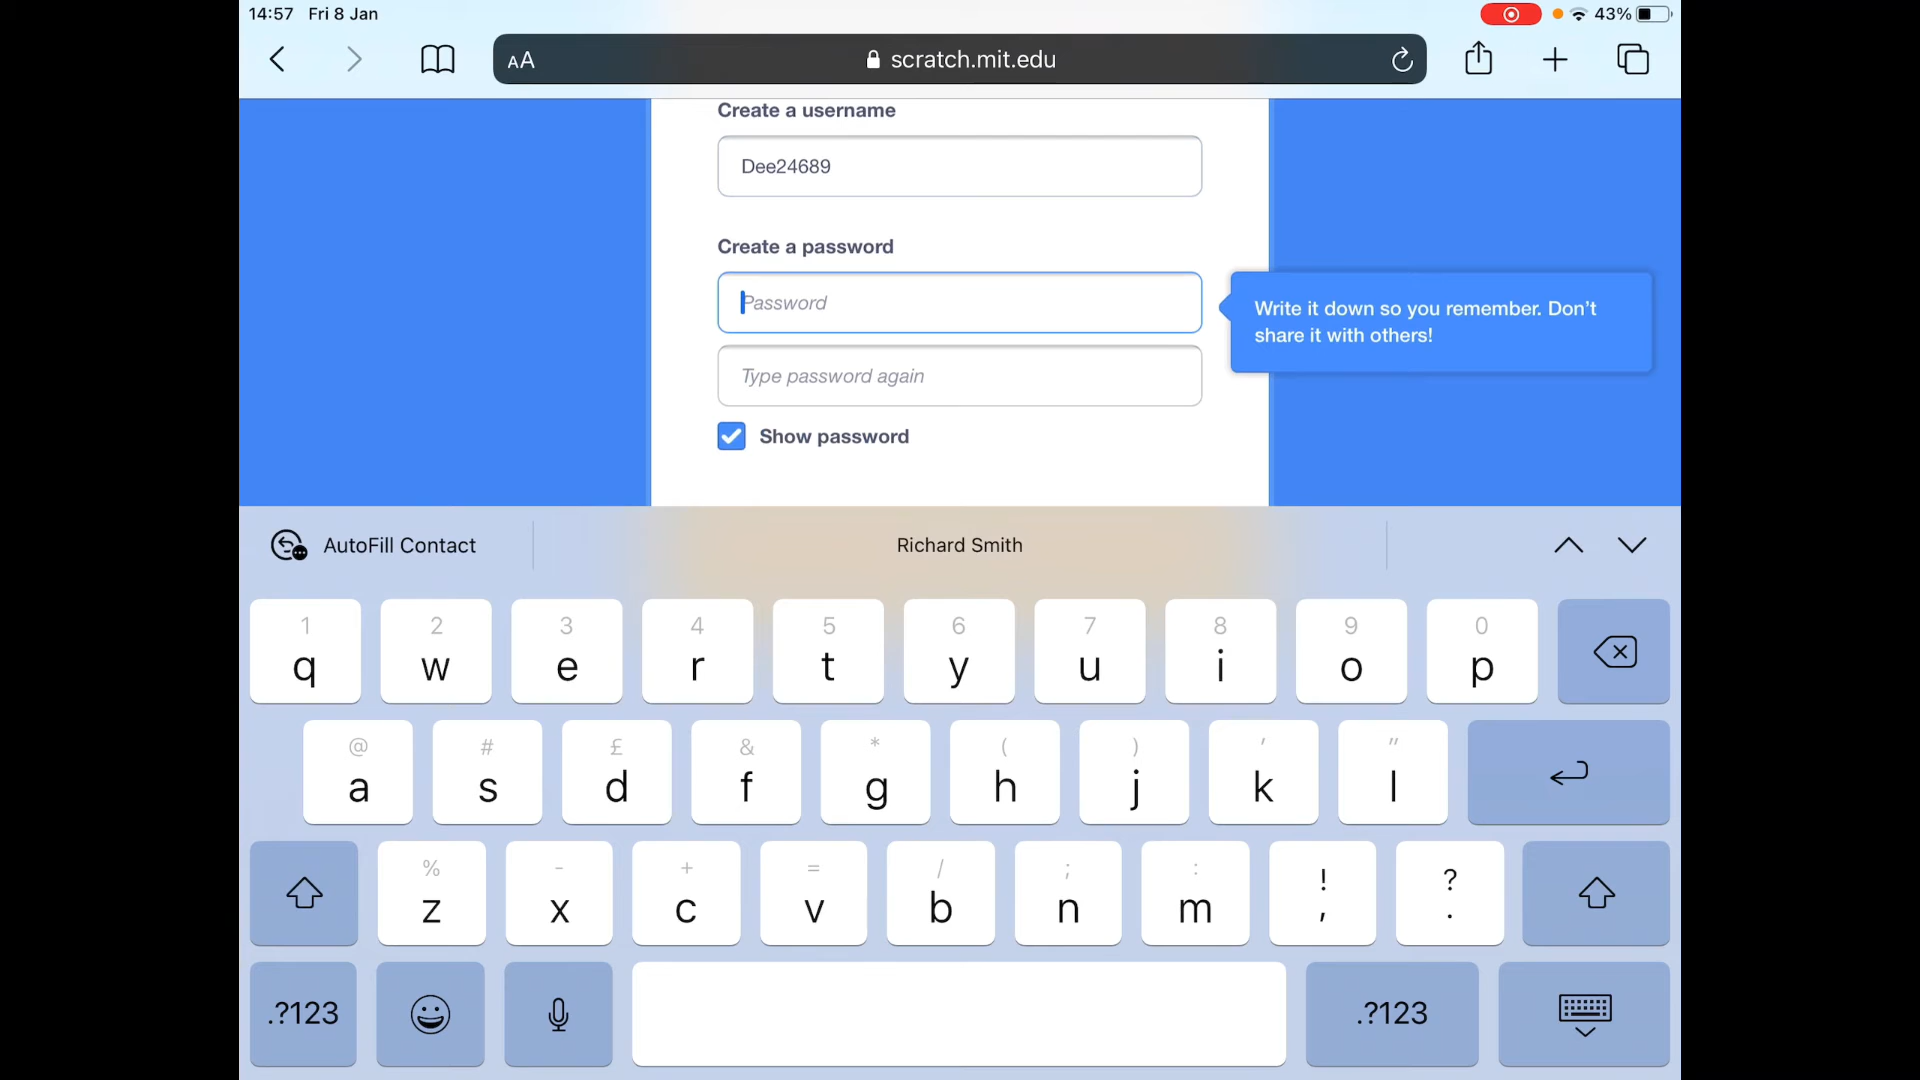 14:57 Fri 8 Jan
43%
AA
scratch.mit.edu
Create a username
Dee24689
Create a password
Password
Write it down so you remember. Don't
share it with others!
Type password again
Show password
AutoFill Contact
Richard Smith
1 2 3 4 5 6 7 8 9 0
q w e r t y u i o p
@ # £ & * ( ) ' "
a s d f g h j k l
% - + = / ; : ! ?
z x c v b n m , .
.?123 .?123